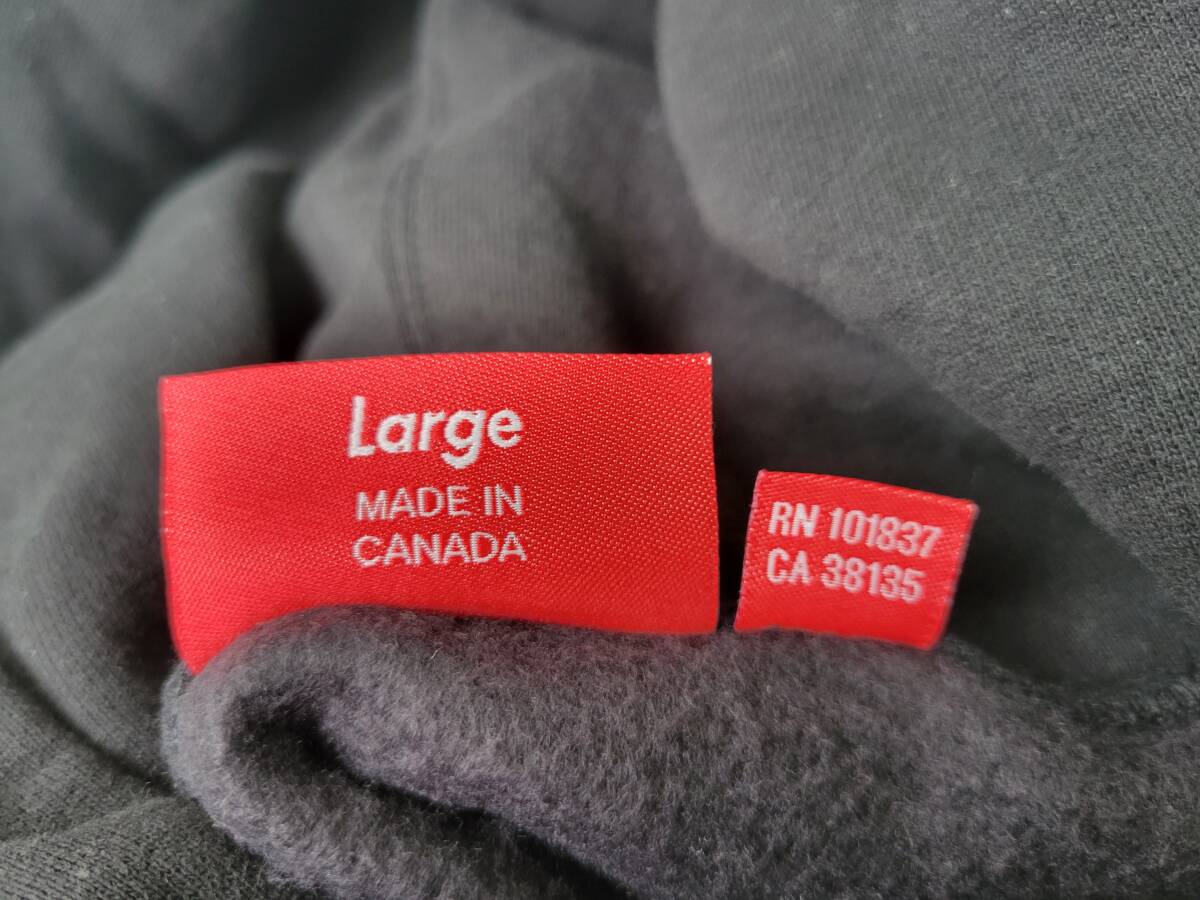 Large
MADE IN
CANADA
RN 101837
CA 38135